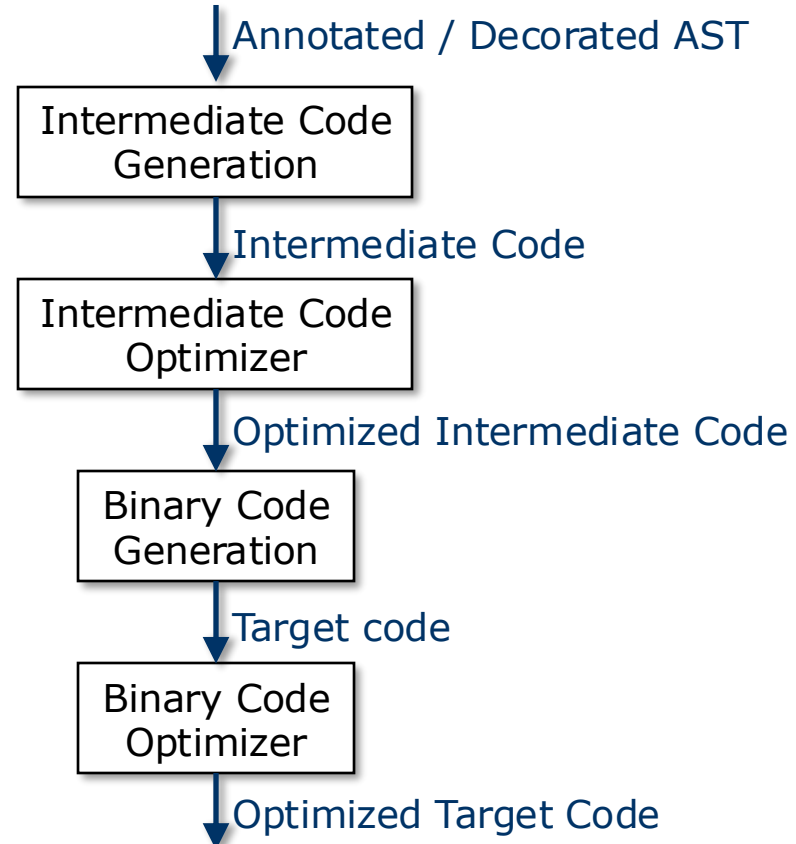 Annotated / Decorated AST
Intermediate Code
Generation
Intermediate Code
Intermediate Code
Optimizer
Optimized Intermediate Code
Binary Code
Generation
Target code
Binary Code
Optimizer
Optimized Target Code